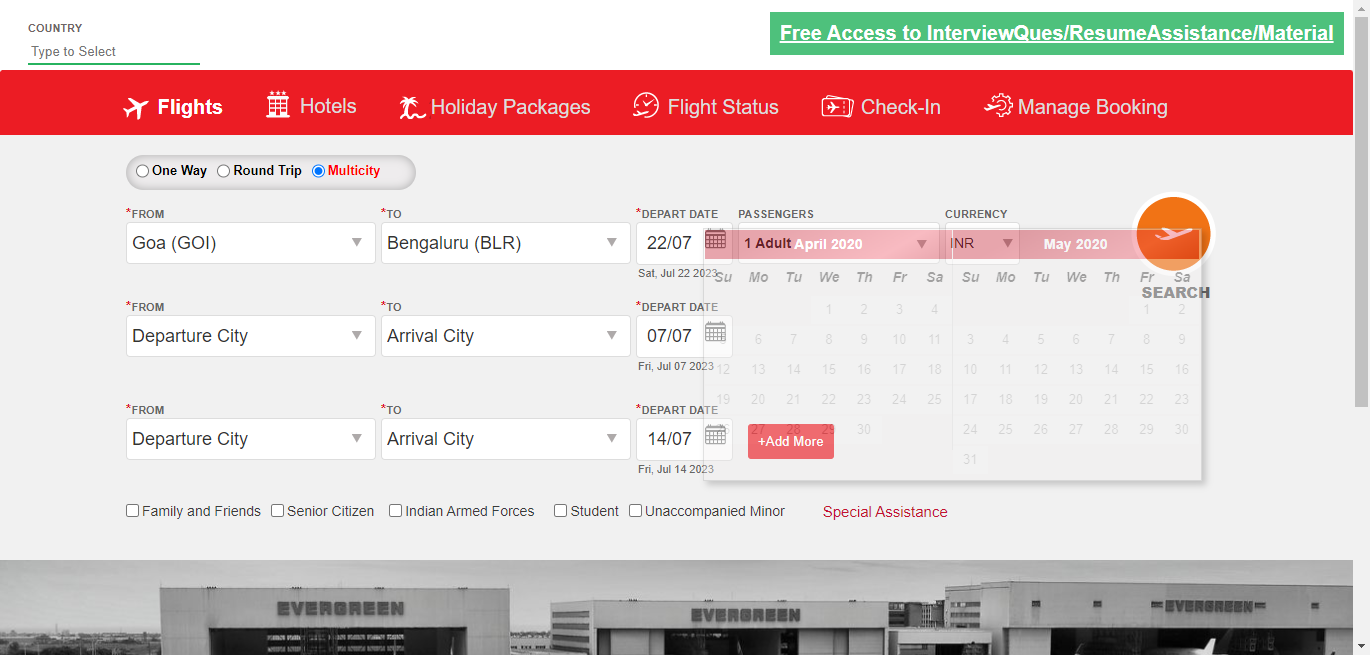 COUNTRY
Type to Select
Free Access to InterviewQues/ResumeAssistance/Material
Flights Hotels Holiday Packages Flight Status Check-In Manage Booking
One Way Round Trip Multicity
*FROM *TO *DEPART DATE PASSENGERS CURRENCY
Goa (GOI) Bengaluru (BLR) 22/07 1 Adult INR
April 2020 May 2020
Sat, Jul 22 2023
Su Mo Tu We Th Fr Sa Su Mo Tu We Th Fr Sa
SEARCH
*FROM *TO *DEPART DATE
1 2 3 4 1 2
Departure City Arrival City 07/07
6 7 8 9 10 11 3 4 5 6 7 8 9
Fri, Jul 07 2023
12 13 14 15 16 17 18 10 11 12 13 14 15 16
19 20 21 22 23 24 25 17 18 19 20 21 22 23
*FROM *TO *DEPART DATE
27 28 29 30 24 25 26 27 28 29 30
Departure City Arrival City 14/07
+Add More
31
Fri, Jul 14 2023
Family and Friends Senior Citizen Indian Armed Forces Student Unaccompanied Minor Special Assistance
EVERGREEN EVERGREEN EVERGREEN